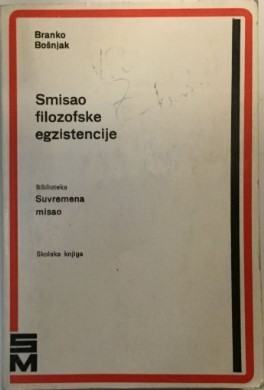 Branko
Bošnjak
Smisao
filozofske
egzistencije
Biblioteka
Suvremena
misao
Školska knjiga
SM